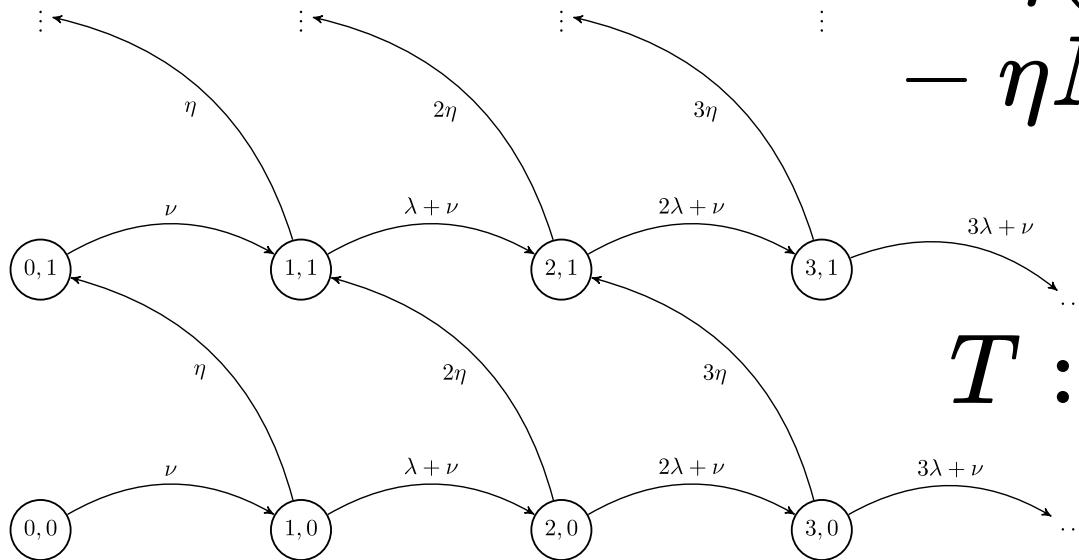 ⋮ ⋮ ⋮ ⋮
− η
η 2η 3η
ν λ + ν 2λ + ν 3λ + ν
0, 1 1, 1 2, 1 3, 1
T :
η 2η 3η
ν λ + ν 2λ + ν 3λ + ν
0, 0 1, 0 2, 0 3, 0